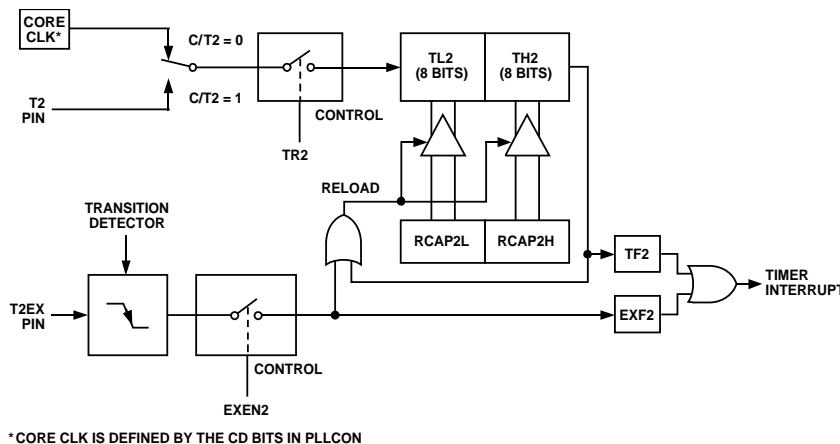 CORE
CLK*
C/T2 = 0
TL2
(8 BITS)
TH2
(8 BITS)
T2
PIN
C/T2 = 1
CONTROL
TR2
RELOAD
TRANSITION
DETECTOR
RCAP2L
RCAP2H
TF2
TIMER
INTERRUPT
T2EX
PIN
EXF2
CONTROL
EXEN2
*CORE CLK IS DEFINED BY THE CD BITS IN PLLCON